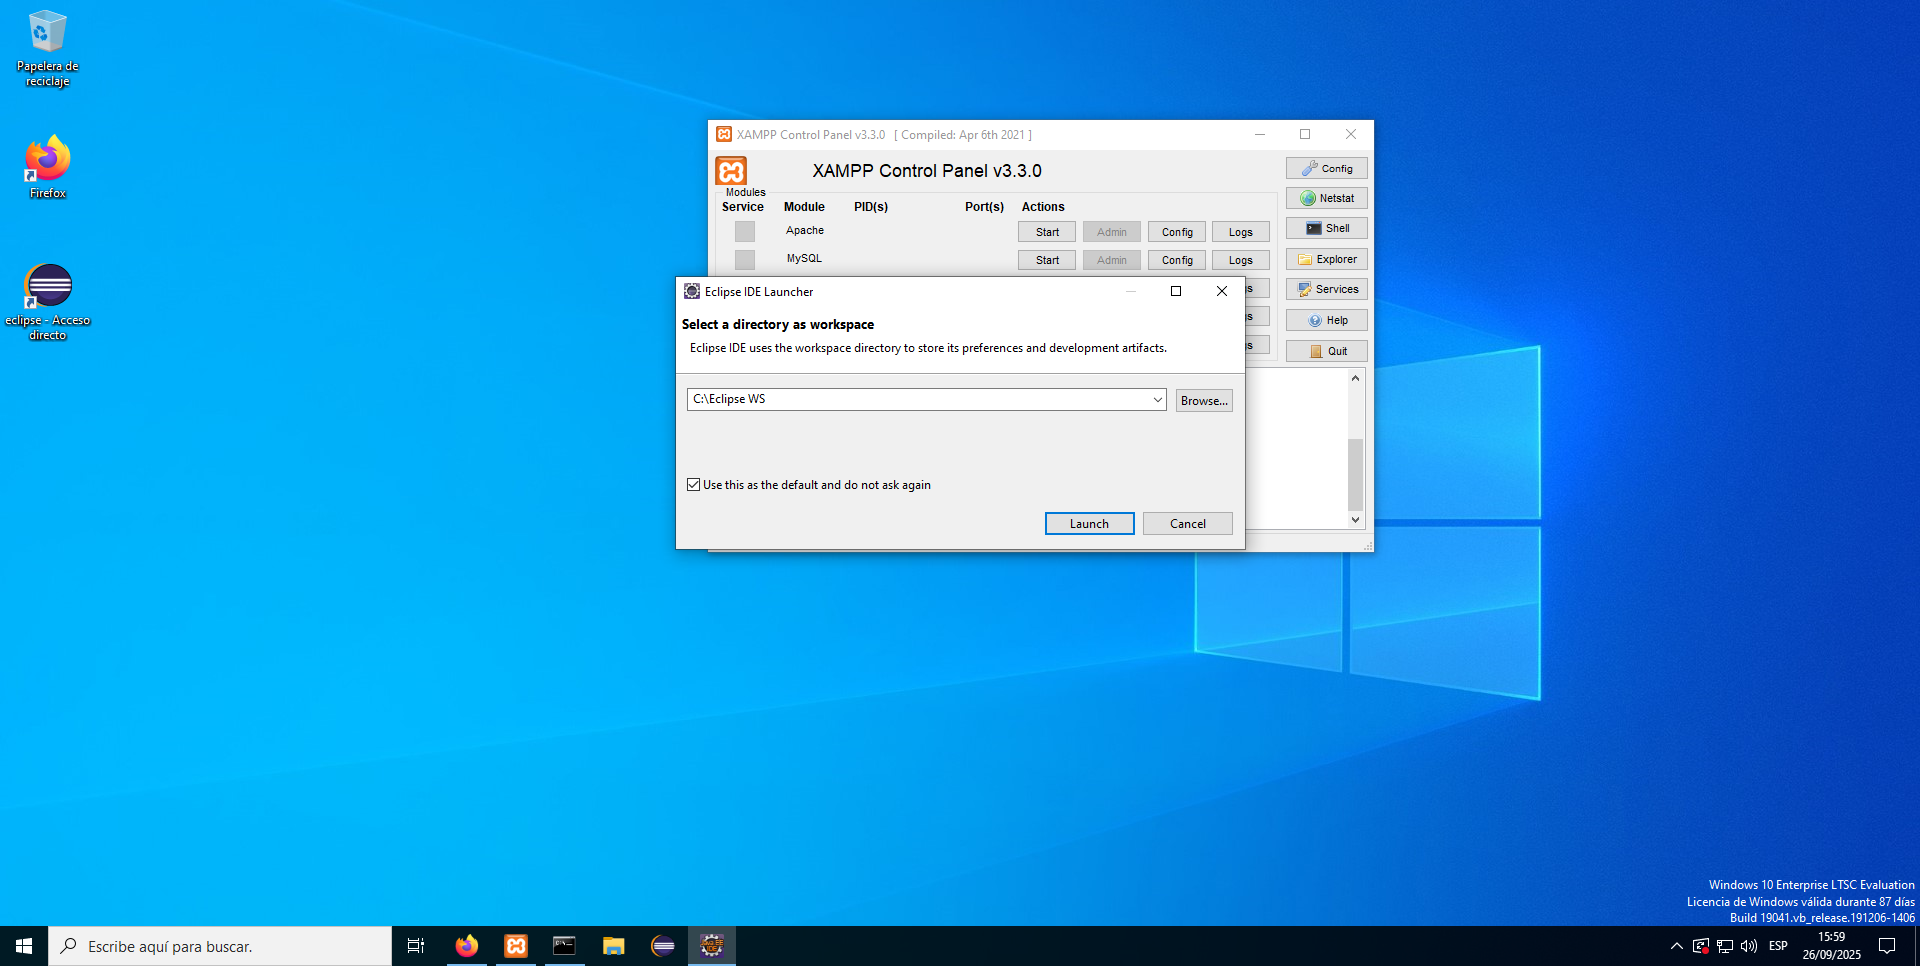 Papelera de
reciclaje
Firefox
eclipse - Acceso
directo
XAMPP Control Panel v3.3.0 [ Compiled: Apr 6th 2021 ]
XAMPP Control Panel v3.3.0
Modules
Service Module PID(s) Port(s) Actions
Apache Start Admin Config Logs
MySQL Start Admin Config Logs
Config
Netstat
Shell
Explorer
Services
Help
Quit
Eclipse IDE Launcher
Select a directory as workspace
Eclipse IDE uses the workspace directory to store its preferences and development artifacts.
C:\Eclipse WS
Browse...
Use this as the default and do not ask again
Launch Cancel
Windows 10 Enterprise LTSC Evaluation
Licencia de Windows válida durante 87 días
Build 19041.vb_release.191206-1406
Escribe aquí para buscar.
ESP
15:59
26/09/2025